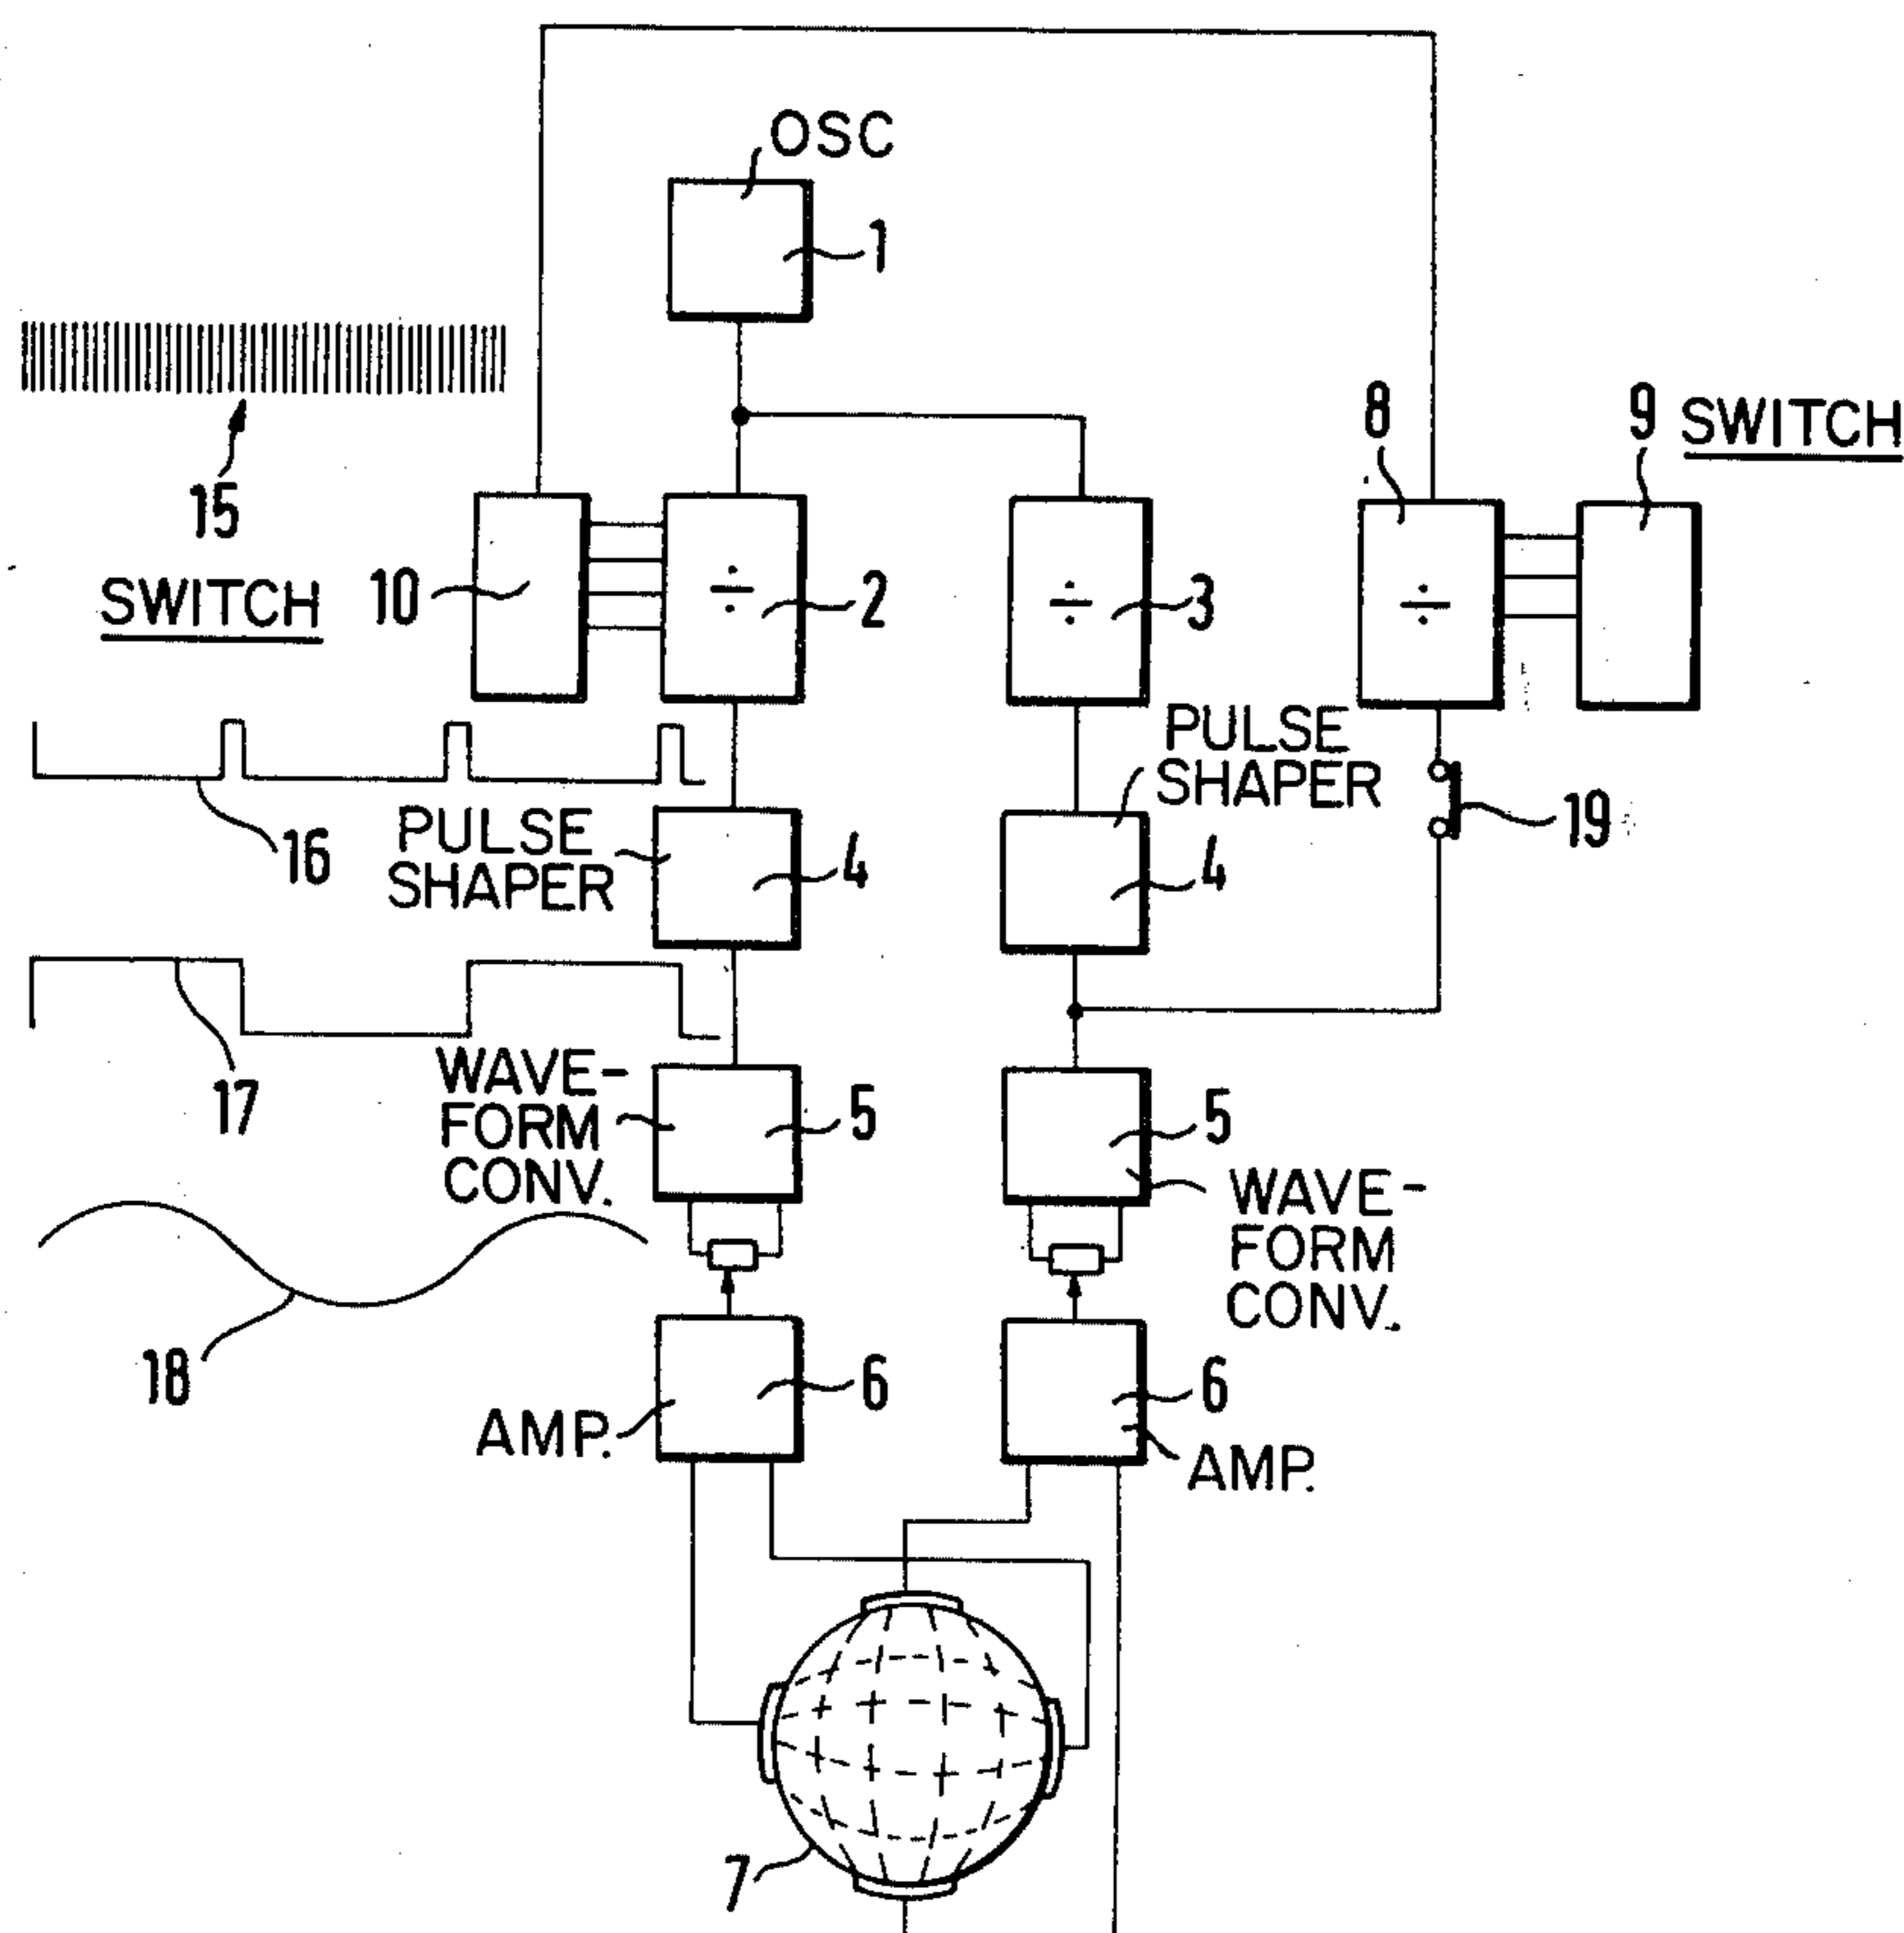 OSC
1
15
8
9 SWITCH
SWITCH 10
÷ 2
÷ 3
÷
16
PULSE
SHAPER
4
PULSE
SHAPER
4
19
17
WAVE-
FORM
CONV.
5
5
WAVE-
FORM
CONV.
18
AMP.
6
6
AMP.
7